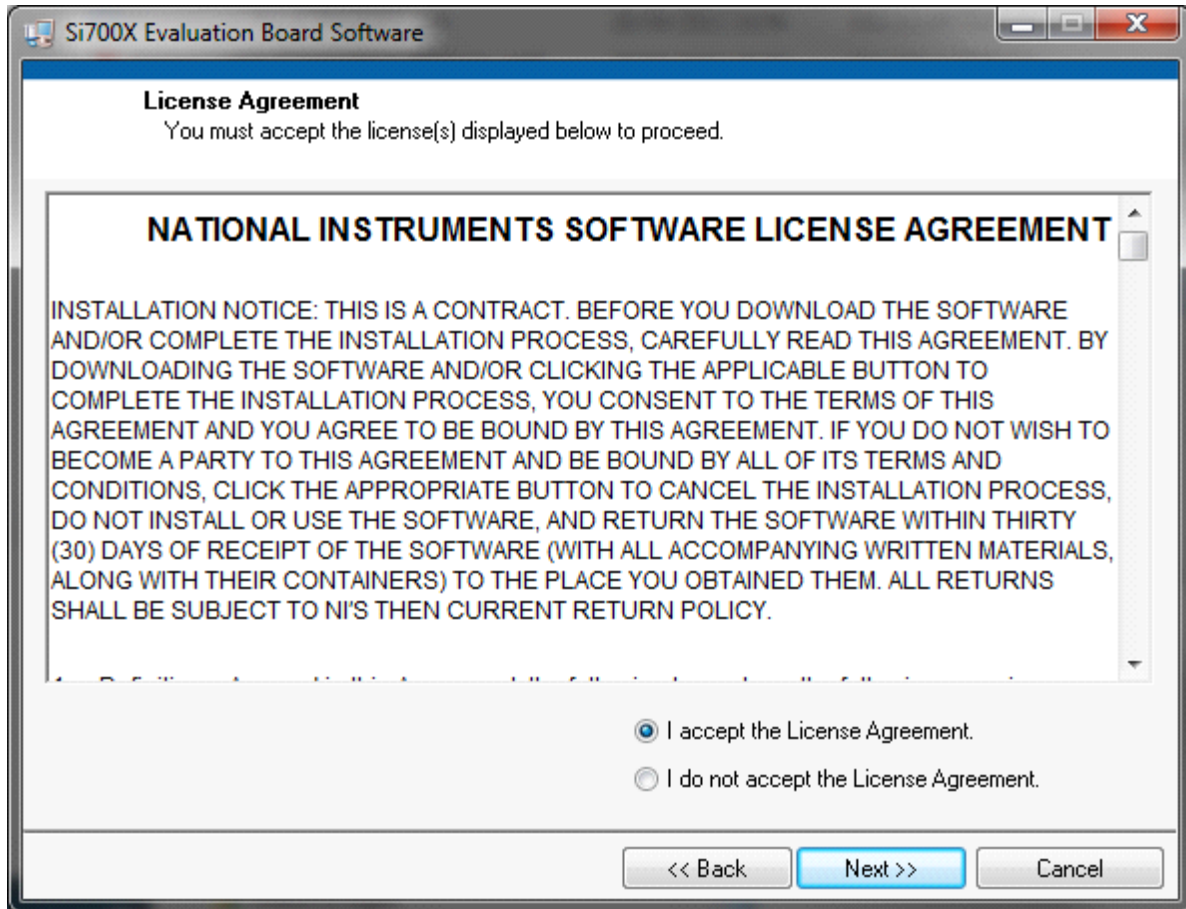 Si700X Evaluation Board Software
License Agreement
You must accept the license(s) displayed below to proceed.
NATIONAL INSTRUMENTS SOFTWARE LICENSE AGREEMENT
INSTALLATION NOTICE: THIS IS A CONTRACT. BEFORE YOU DOWNLOAD THE SOFTWARE
AND/OR COMPLETE THE INSTALLATION PROCESS, CAREFULLY READ THIS AGREEMENT. BY
DOWNLOADING THE SOFTWARE AND/OR CLICKING THE APPLICABLE BUTTON TO
COMPLETE THE INSTALLATION PROCESS, YOU CONSENT TO THE TERMS OF THIS
AGREEMENT AND YOU AGREE TO BE BOUND BY THIS AGREEMENT. IF YOU DO NOT WISH TO
BECOME A PARTY TO THIS AGREEMENT AND BE BOUND BY ALL OF ITS TERMS AND
CONDITIONS, CLICK THE APPROPRIATE BUTTON TO CANCEL THE INSTALLATION PROCESS,
DO NOT INSTALL OR USE THE SOFTWARE, AND RETURN THE SOFTWARE WITHIN THIRTY
(30) DAYS OF RECEIPT OF THE SOFTWARE (WITH ALL ACCOMPANYING WRITTEN MATERIALS,
ALONG WITH THEIR CONTAINERS) TO THE PLACE YOU OBTAINED THEM. ALL RETURNS
SHALL BE SUBJECT TO NI'S THEN CURRENT RETURN POLICY.
I accept the License Agreement.
I do not accept the License Agreement.
<< Back
Next >>
Cancel